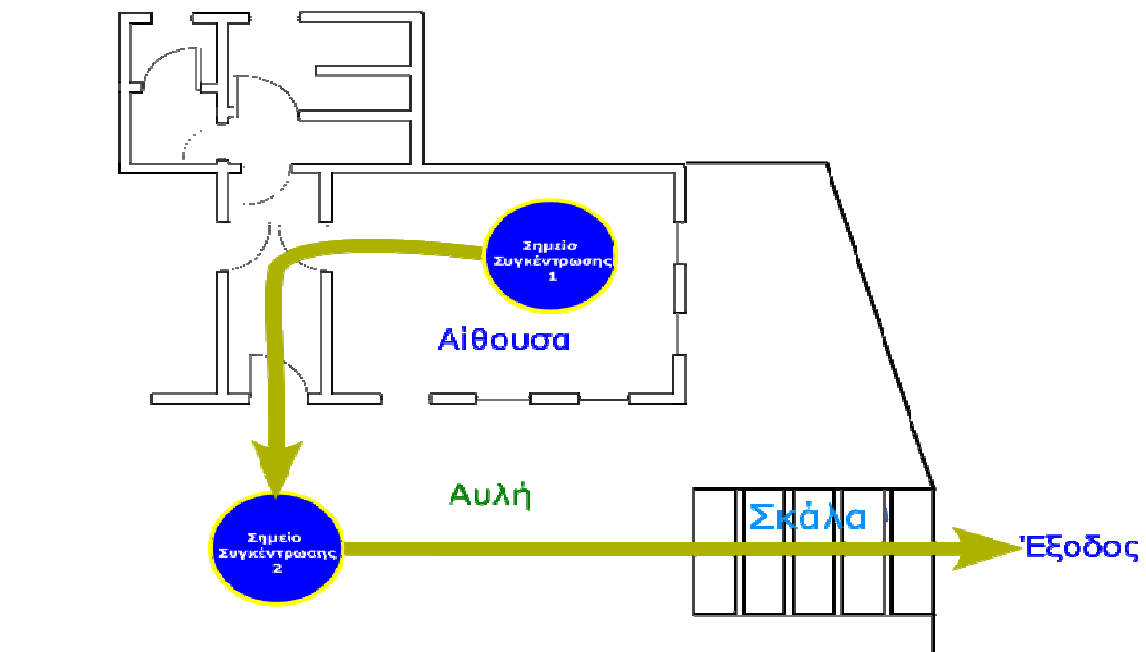 Σημείο
Συγκέντρωσης
1
Αίθουσα
Αυλή
Σκάλα
Σημείο
Συγκέντρωσης
2
Έξοδος